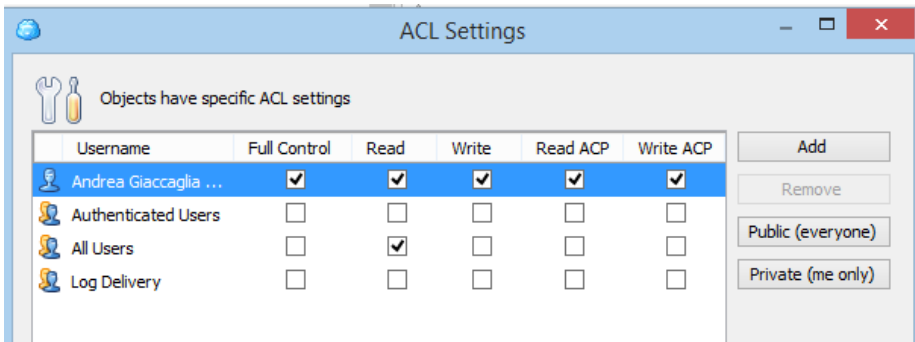 ACL Settings
Objects have specific ACL settings
Username Full Control Read Write Read ACP Write ACP
Andrea Giaccaglia ...
Authenticated Users
All Users
Log Delivery
Add
Remove
Public (everyone)
Private (me only)